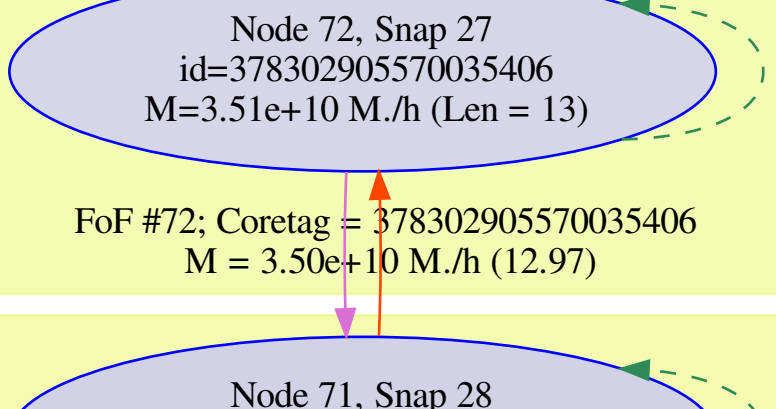 Node 72, Snap 27
id=378302905570035406
M=3.51e+10 M./h (Len = 13)
FoF #72; Coretag = 378302905570035406
M = 3.50e+10 M./h (12.97)
Node 71, Snap 28